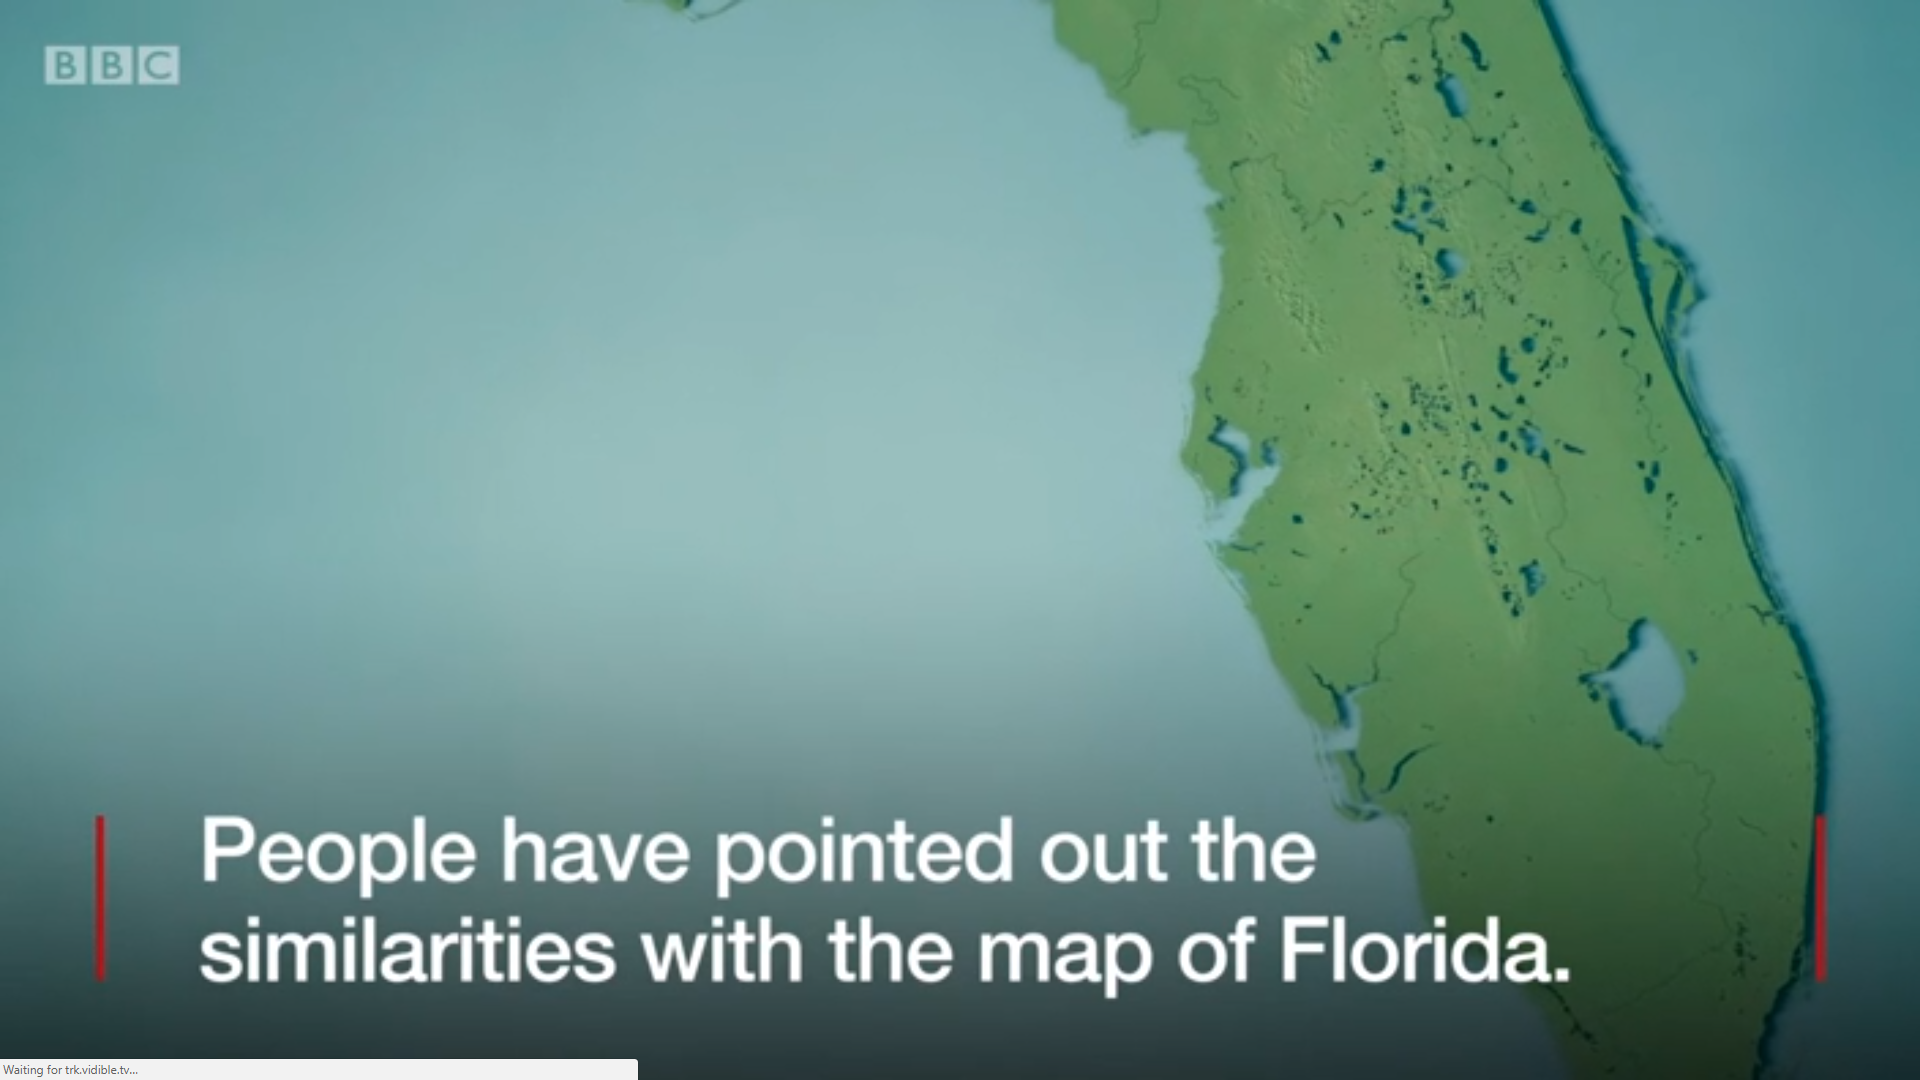 BBC
People have pointed out the
similarities with the map of Florida.
Waiting for trk.vidible.tv...